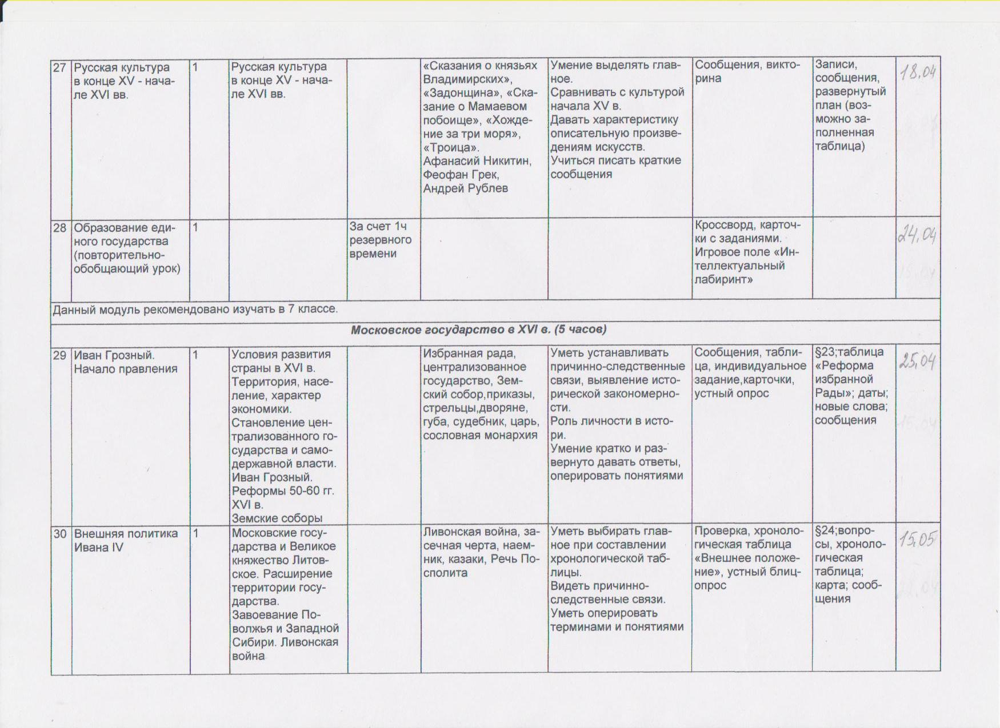 27
Русская культура
в конце XV - нача-
ле XVI вв.
1
Русская культура
в конце XV - нача-
ле XVI вв.
«Сказания о князьях
Владимирских»,
«Задонщина», «Ска-
зание о Мамаевом
побоище», «Хожде-
ние за три моря»,
«Троица».
Афанасий Никитин,
Феофан Грек,
Андрей Рублев
Умение выделять глав-
ное.
Сравнивать с культурой
начала XV в.
Давать характеристику
описательную произве-
дениям искусств.
Учиться писать краткие
сообщения
Сообщения, викто-
рина
Записи,
сообщения,
развернутый
план (воз-
можно за-
полненная
таблица)
18.04
28
Образование еди-
ного государства
(повторительно-
обобщающий урок)
1
За счет 1ч
резервного
времени
Кроссворд, карточ-
ки с заданиями.
Игровое поле «Ин-
теллектуальный
лабиринт»
24.04
Данный модуль рекомендовано изучать в 7 классе.
Московское государство в XVI в. (5 часов)
29
Иван Грозный.
Начало правления
1
Условия развития
страны в XVI в.
Территория, насе-
ление, характер
экономики.
Становление цен-
трализованного го-
сударства и само-
державной власти.
Иван Грозный.
Реформы 50-60 гг.
XVI в.
Земские соборы
Избранная рада,
централизованное
государство, Зем-
ский собор,приказы,
стрельцы,дворяне,
губа, судебник, царь,
сословная монархия
Уметь устанавливать
причинно-следственные
связи, выявление исто-
рической закономерно-
сти.
Роль личности в исто-
ри.
Умение кратко и раз-
вернуто давать ответы,
оперировать понятиями
Сообщения, табли-
ца, индивидуальное
задание,карточки,
устный опрос
§23;таблица
«Реформа
избранной
Рады»; даты;
новые слова;
сообщения
25.04
30
Внешняя политика
Ивана IV
1
Московские госу-
дарства и Великое
княжество Литов-
ское. Расширение
территории госу-
дарства.
Завоевание По-
волжья и Западной
Сибири. Ливонская
война
Ливонская война, за-
сечная черта, наем-
ник, казаки, Речь По-
сполита
Уметь выбирать глав-
ное при составлении
хронологической таб-
лицы.
Видеть причинно-
следственные связи.
Уметь оперировать
терминами и понятиями
Проверка, хроноло-
гическая таблица
«Внешнее положе-
ние», устный блиц-
опрос
§24;вопро-
сы, хроноло-
гическая
таблица;
карта; сооб-
щения
15.05